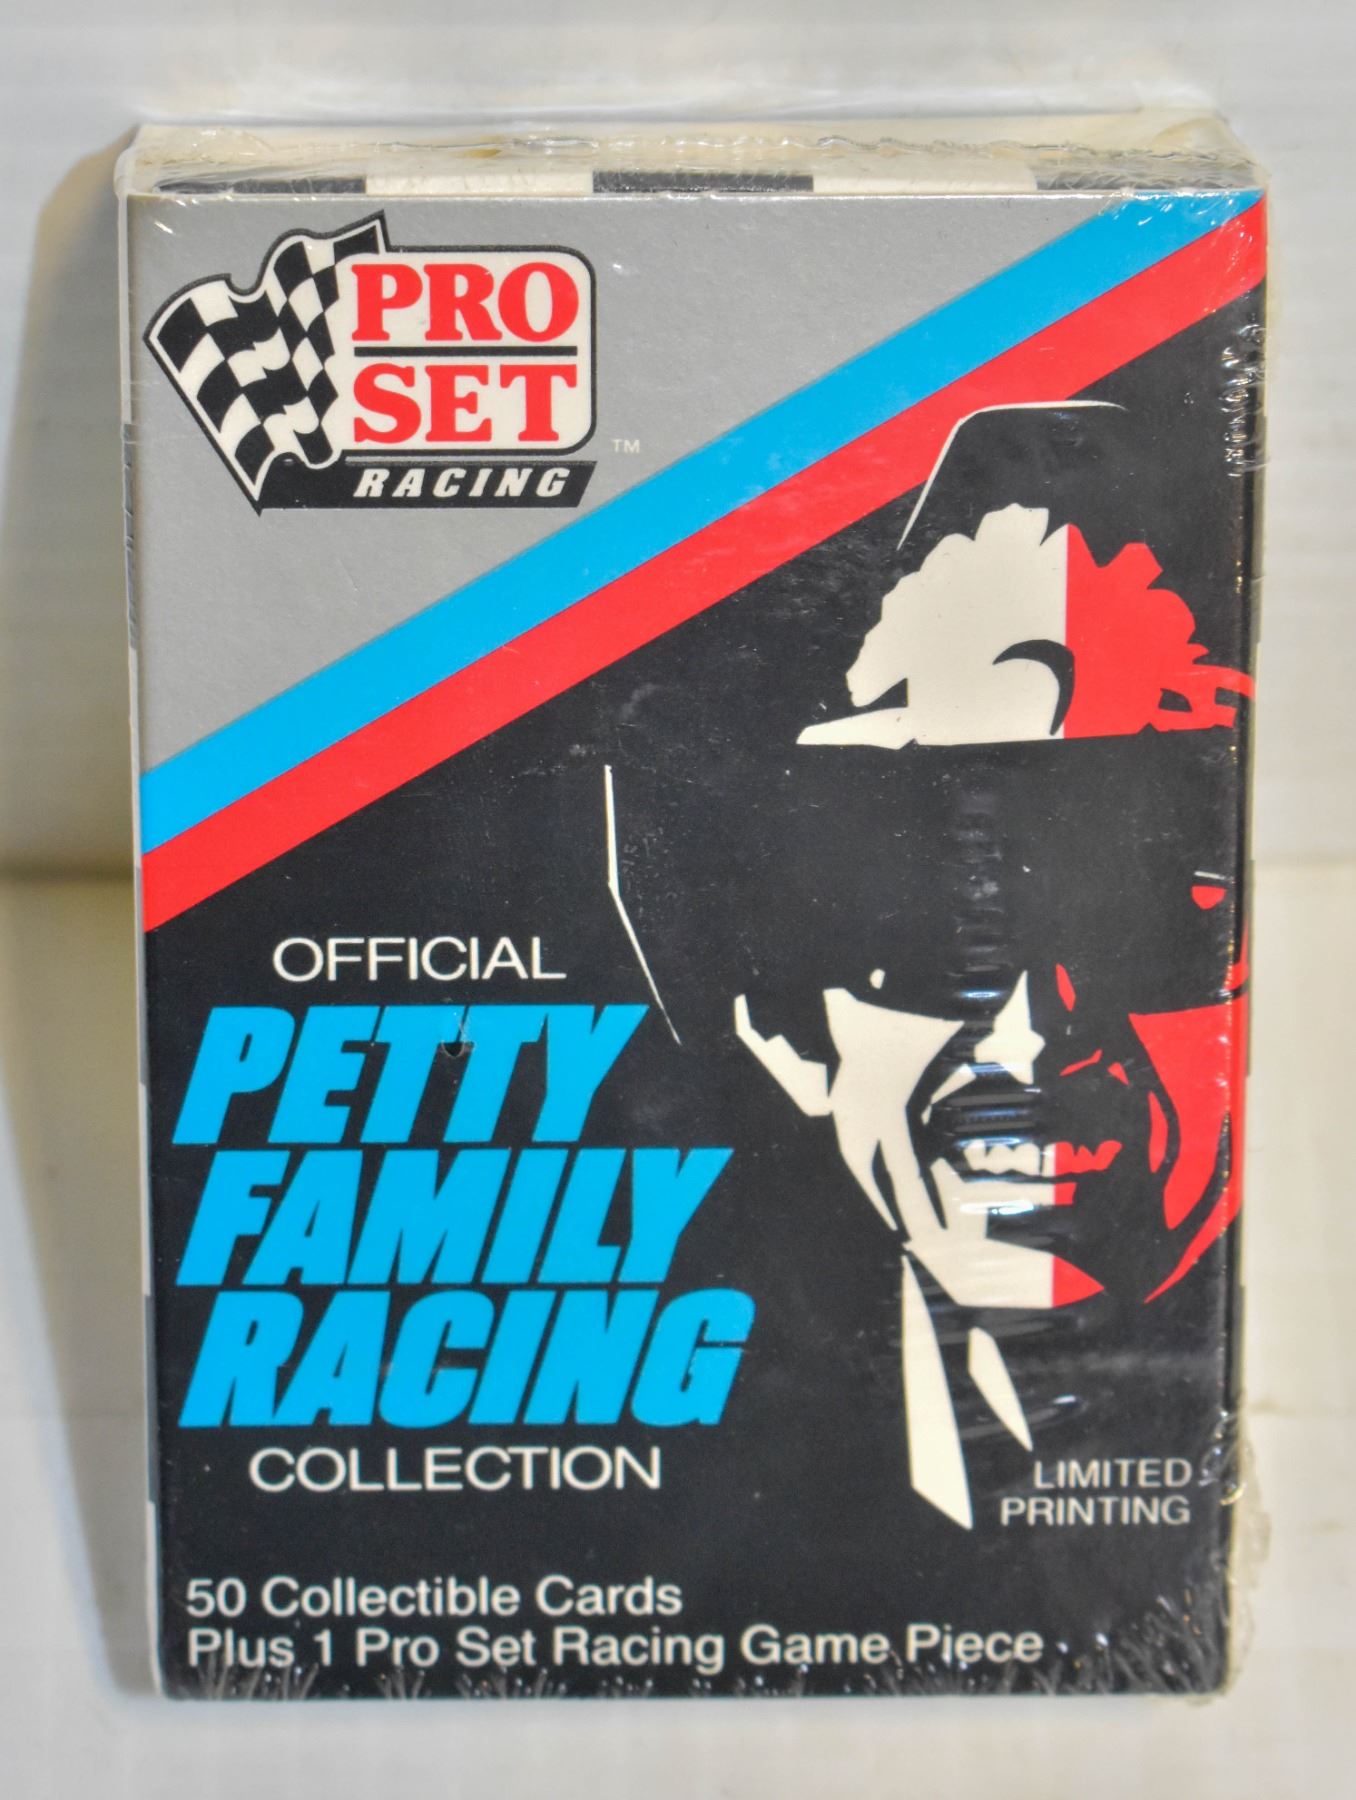 PRO
SET
RACING
TM
OFFICIAL
PETTY
FAMILY
RACING
COLLECTION
LIMITED
PRINTING
50 Collectible Cards
Plus 1 Pro Set Racing Game Piece